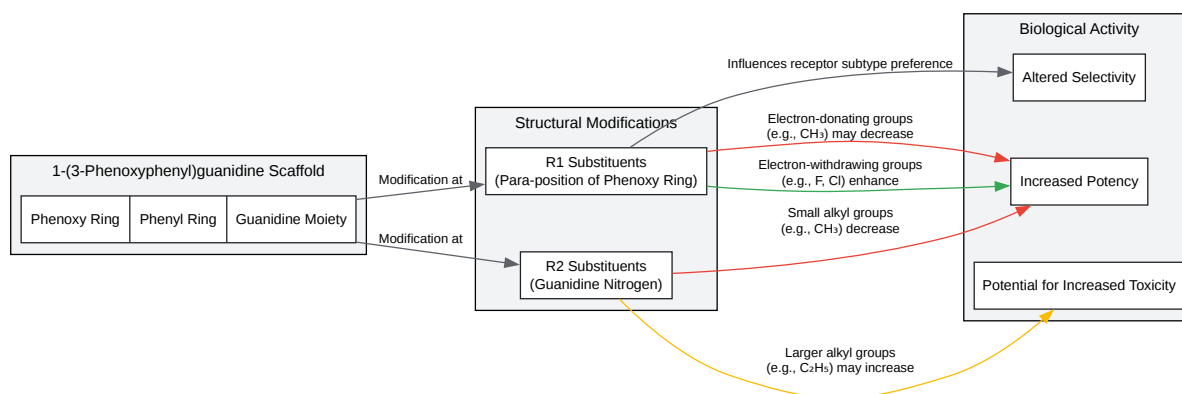 1-(3-Phenoxyphenyl)guanidine Scaffold
Phenoxy Ring
Phenyl Ring
Guanidine Moiety
Modification at
Modification at
Structural Modifications
R1 Substituents
(Para-position of Phenoxy Ring)
R2 Substituents
(Guanidine Nitrogen)
Influences receptor subtype preference
Electron-donating groups
(e.g., CH₃) may decrease
Electron-withdrawing groups
(e.g., F, Cl) enhance
Small alkyl groups
(e.g., CH₃) decrease
Larger alkyl groups
(e.g., C₂H₅) may increase
Biological Activity
Altered Selectivity
Increased Potency
Potential for Increased Toxicity